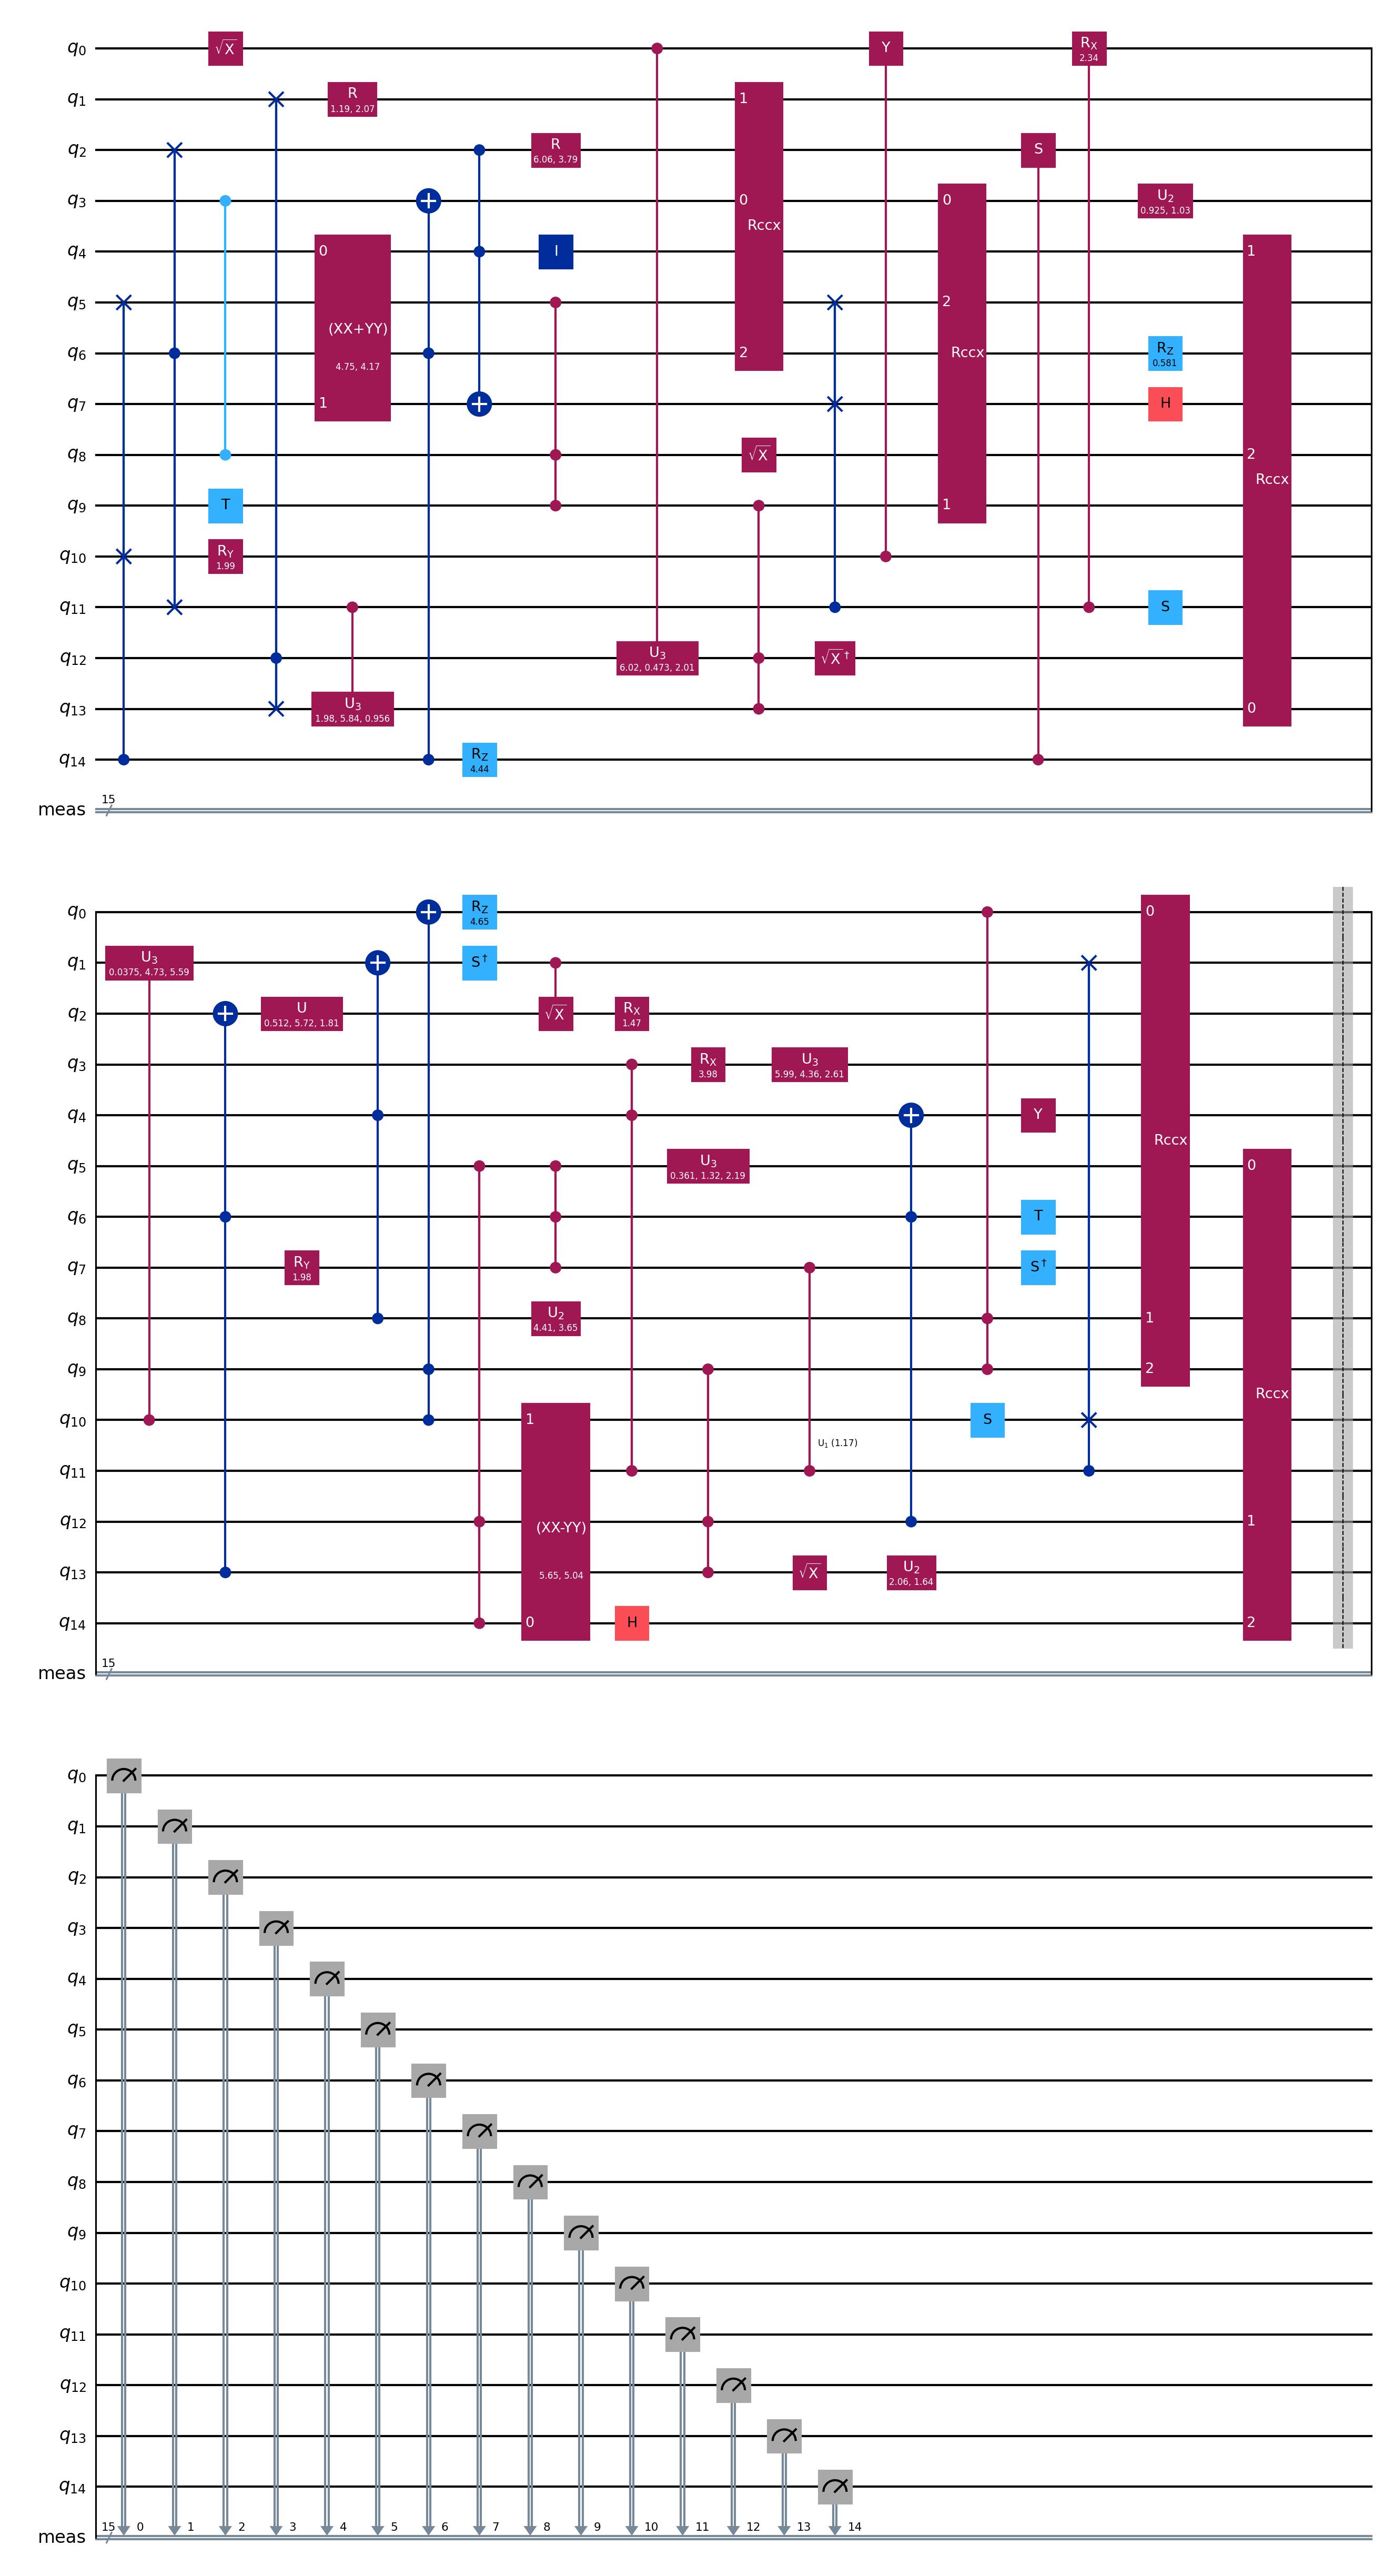 q0 √X Y RX 2.34
q1 R 1.19, 2.07 1
q2 R 6.06, 3.79 S
q3 0 0 U2 0.925, 1.03
Rccx
q4 0 I 1
q5 2
(XX+YY)
q6 4.75, 4.17 2 Rccx RZ 0.581
q7 1 H
q8 √X 2
Rccx
q9 T 1
q10 RY 1.99
q11 S
q12 U3 6.02, 0.473, 2.01 √X†
q13 U3 1.98, 5.84, 0.956 0
q14 RZ 4.44
meas 15
q0 RZ 4.65 0
q1 U3 0.0375, 4.73, 5.59 S†
q2 U 0.512, 5.72, 1.81 √X RX 1.47
q3 RX 3.98 U3 5.99, 4.36, 2.61
q4 Y
Rccx
q5 U3 0.361, 1.32, 2.19 0
q6 T
q7 RY 1.98 S†
q8 U2 4.41, 3.65 1
q9 2
Rccx
q10 1 S
U1 (1.17)
q11
q12 (XX-YY) 1
q13 5.65, 5.04 √X U2 2.06, 1.64
q14 0 H 2
meas 15
q0
q1
q2
q3
q4
q5
q6
q7
q8
q9
q10
q11
q12
q13
q14
meas 15 0 1 2 3 4 5 6 7 8 9 10 11 12 13 14